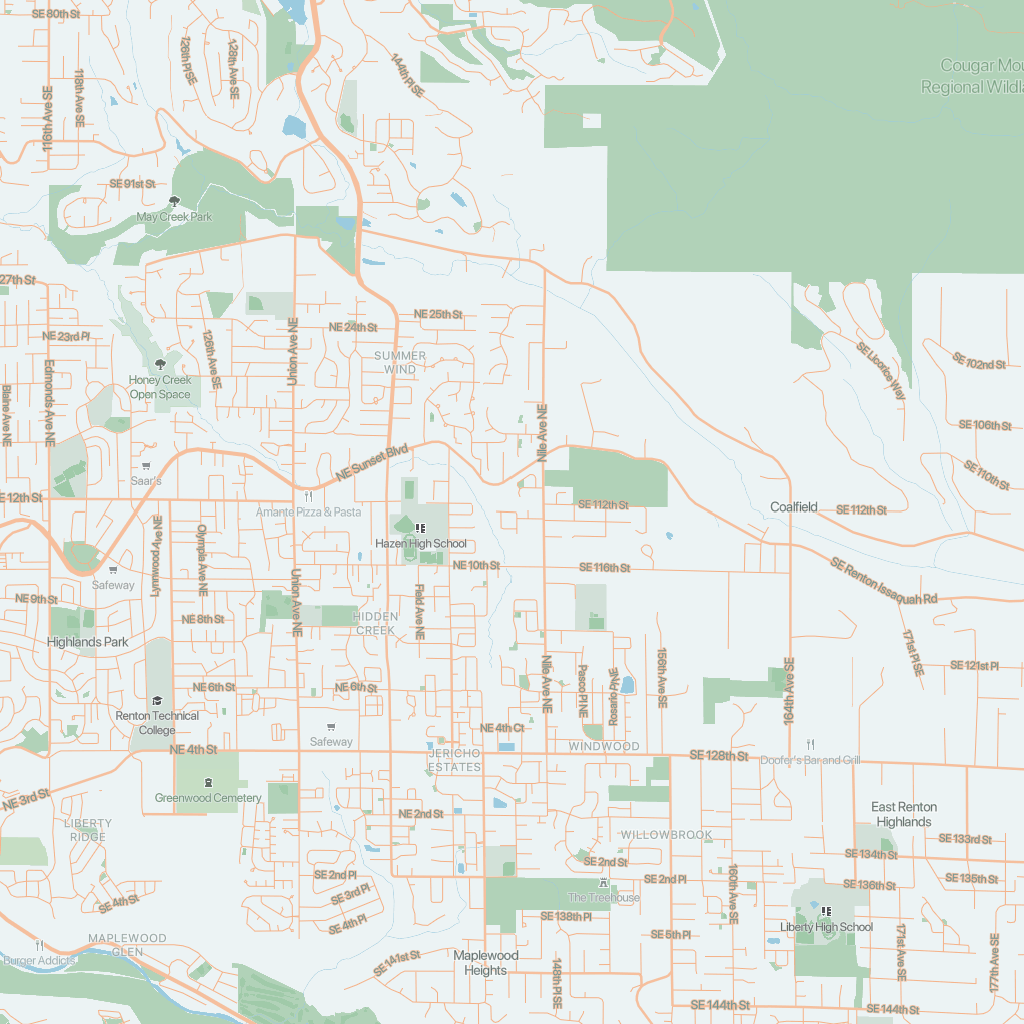 SE 80th St
126th Pl SE
128th Ave SE
118th Ave SE
116th Ave SE
144th Pl SE
Cougar Mou
Regional Wildla
SE 91st St
May Creek Park
27th St
NE 25th St
NE 24th St
NE 23rd Pl
126th Ave SE
Union Ave NE
SUMMER
WIND
Honey Creek
Open Space
Blaine Ave NE
Edmonds Ave NE
SE Licorice Way
SE 102nd St
SE 106th St
SE 110th St
Nile Ave NE
NE Sunset Blvd
Saar's
SE 12th St
Amante Pizza & Pasta
SE 112th St
Coalfield
SE 112th St
Lynnwood Ave NE
Olympia Ave NE
Hazen High School
NE 10th St
SE 116th St
SE Renton Issaquah Rd
Safeway
NE 9th St
NE 8th St
Union Ave NE
Field Ave NE
HIDDEN
CREEK
Highlands Park
171st Pl SE
SE 121st Pl
Nile Ave NE
Pasco Pl NE
Rosario Pl NE
156th Ave SE
164th Ave SE
NE 6th St
NE 6th St
Renton Technical
College
NE 4th Ct
Safeway
NE 4th St
JERICHO
ESTATES
WINDWOOD
SE 128th St
Doofer's Bar and Grill
NE 3rd St
Greenwood Cemetery
NE 2nd St
East Renton
Highlands
LIBERTY
RIDGE
WILLOWBROOK
SE 133rd St
SE 134th St
SE 2nd St
SE 2nd Pl
SE 2nd Pl
160th Ave SE
SE 135th St
SE 136th St
SE 3rd Pl
The Treehouse
SE 4th St
SE 4th Pl
SE 138th Pl
SE 5th Pl
Liberty High School
MAPLEWOOD
GLEN
Burger Addicts
SE 141st St
Maplewood
Heights
148th Pl SE
171st Ave SE
177th Ave SE
SE 144th St
SE 144th St